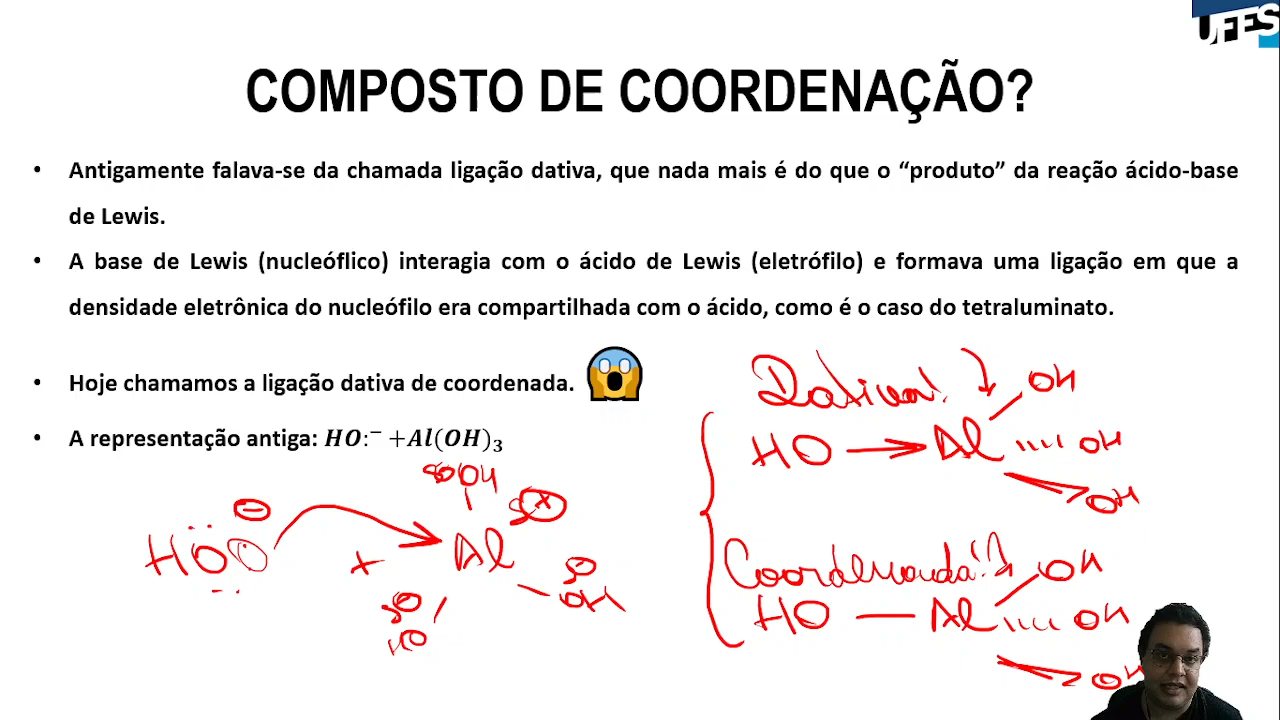 UFES
COMPOSTO DE COORDENAÇÃO?
• Antigamente falava-se da chamada ligação dativa, que nada mais é do que o “produto” da reação ácido-base
de Lewis.
• A base de Lewis (nucleóflico) interagia com o ácido de Lewis (eletrófilo) e formava uma ligação em que a
densidade eletrônica do nucleófilo era compartilhada com o ácido, como é o caso do tetraluminato.
• Hoje chamamos a ligação dativa de coordenada.
• A representação antiga: HO:⁻ +Al(OH)₃
Dativa!
OH
HO → Al OH
OH
δ⊖ OH
δ⊕
⊖
HO + Al
δ⊖
OH
δ⊖
HO
Coordenada!
OH
HO — Al OH
OH